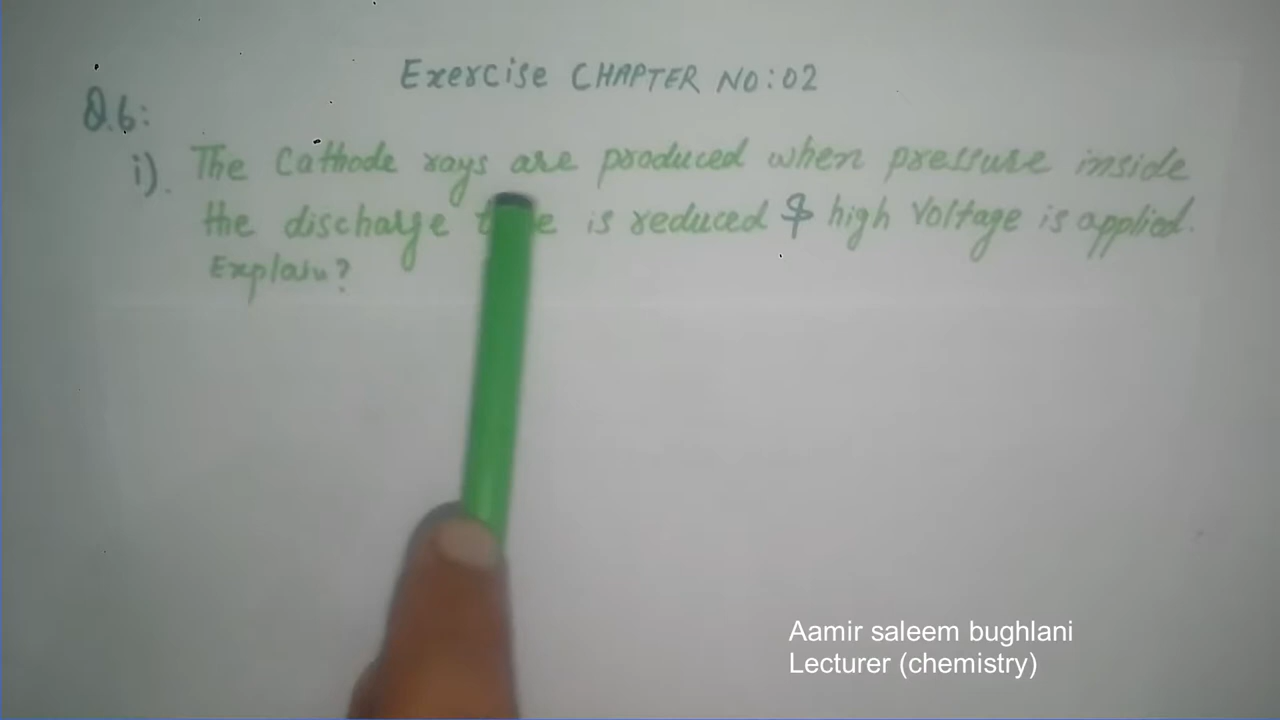 Exercise CHAPTER NO:02
Q.6:
i). The Cathode rays are produced when pressure inside
the discharge is reduced & high Voltage is applied.
Explain?
Aamir saleem bughlani
Lecturer (chemistry)